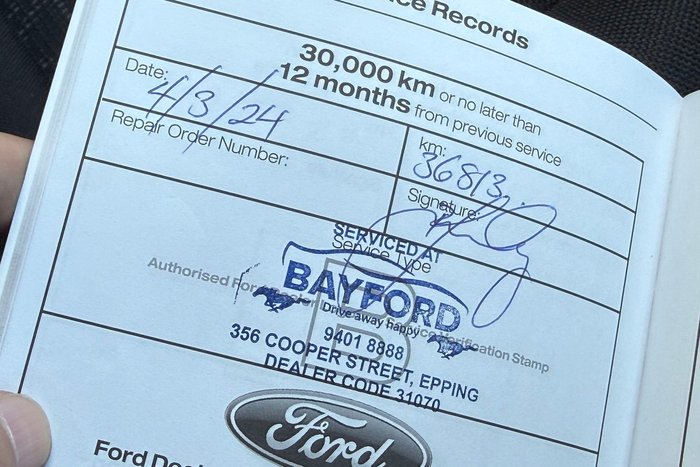 ce Records
30,000 km or no later than
12 months from previous service
Date: 4/3/24
km: 36813
Repair Order Number:
Signature:
SERVICED AT
Service Type
BAYFORD
Drive away happy
Authorised For
B
ification Stamp
9401 8888
356 COOPER STREET, EPPING
DEALER CODE 31070
Ford
Ford De